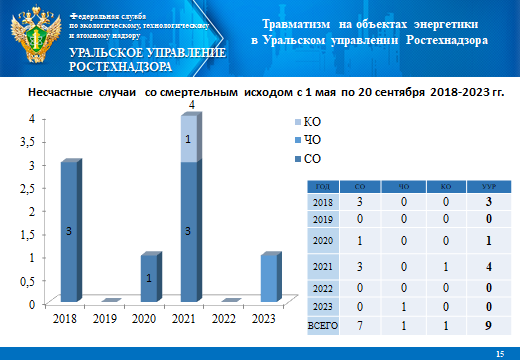 Федеральная служба
по экологическому, технологическому
и атомному надзору
УРАЛЬСКОЕ УПРАВЛЕНИЕ
РОСТЕХНАДЗОРА
Травматизм на объектах энергетики
в Уральском управлении Ростехнадзора
Несчастные случаи со смертельным исходом с 1 мая по 20 сентября 2018-2023 гг.
4
3,5
3
2,5
2
1,5
1
0,5
0
3
1
3
1
4
2018 2019 2020 2021 2022 2023
КО
ЧО
СО
ГОД СО ЧО КО УУР
2018 3 0 0 3
2019 0 0 0 0
2020 1 0 0 1
2021 3 0 1 4
2022 0 0 0 0
2023 0 1 0 0
ВСЕГО 7 1 1 9
15